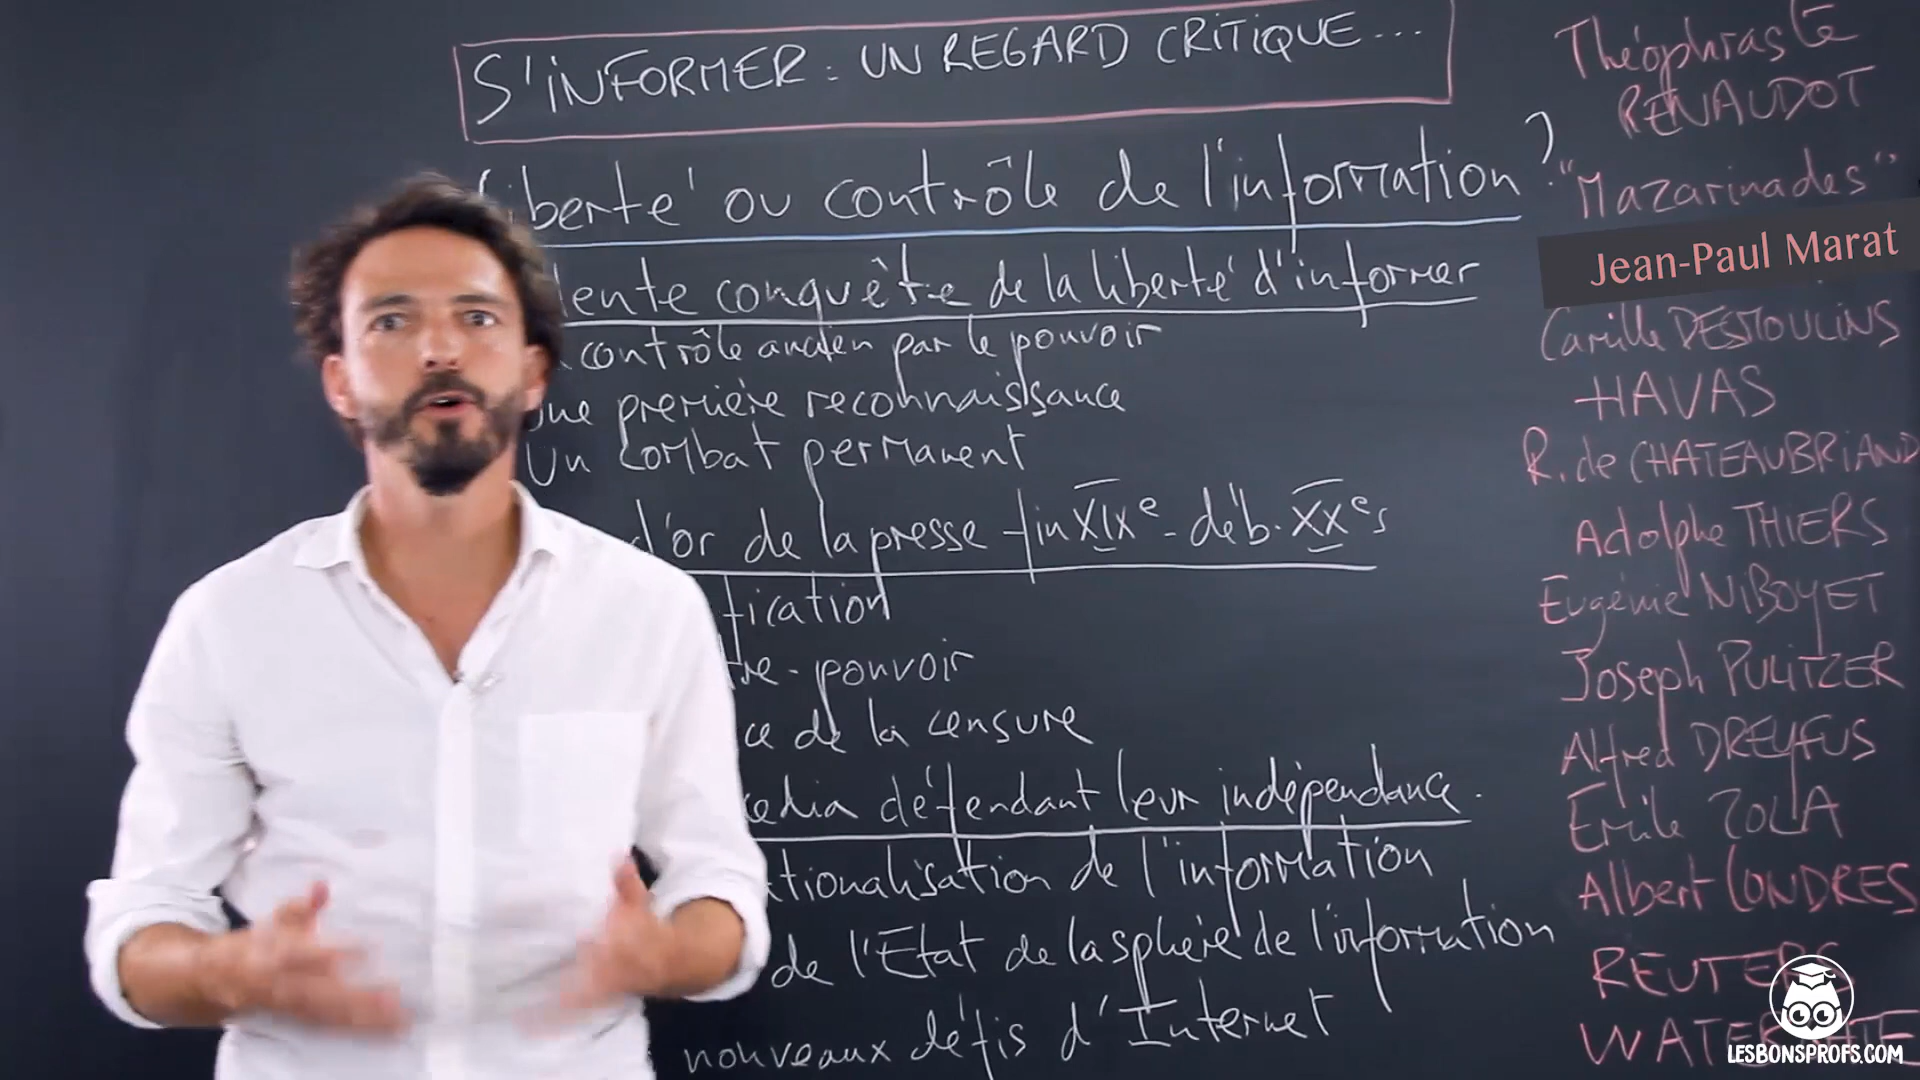 S'INFORMER : UN REGARD CRITIQUE...
iberté ou contrôle de l'information ?
lente conquête de la liberté d'informer
contrôle ancien par le pouvoir
Une première reconnaissance
Un combat permanent
d'or de la presse - fin XIXe - déb. XXe s
fication
tre-pouvoir
ce de la censure
edia défendant leur indépendance.
ationalisation de l'information
de l'Etat de la sphère de l'information
nouveaux défis d'Internet
Théophraste
RENAUDOT
"Mazarinades"
Jean-Paul Marat
Camille DESMOULINS
HAVAS
R. de CHATEAUBRIAND
Adolphe THIERS
Eugénie NIBOYET
Joseph PULITZER
Alfred DREYFUS
Emile ZOLA
Albert LONDRES
REUTERS
WATERGATE
LESBONSPROFS.COM